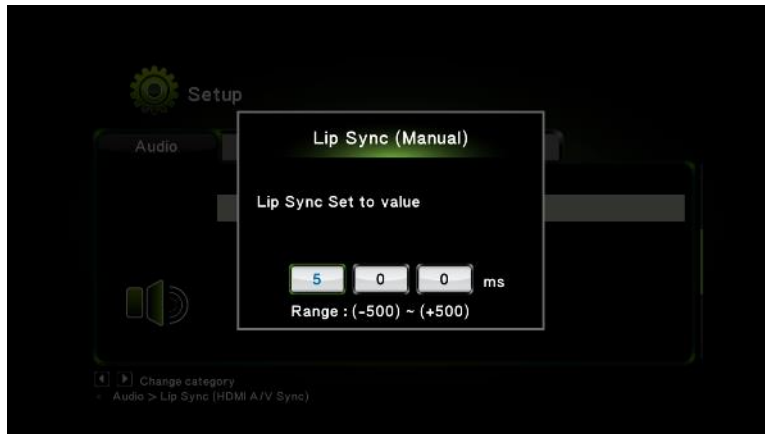 Setup
Audio
Lip Sync (Manual)
Lip Sync Set to value
5 0 0 ms
Range : (-500) ~ (+500)
Change category
Audio > Lip Sync (HDMI A/V Sync)